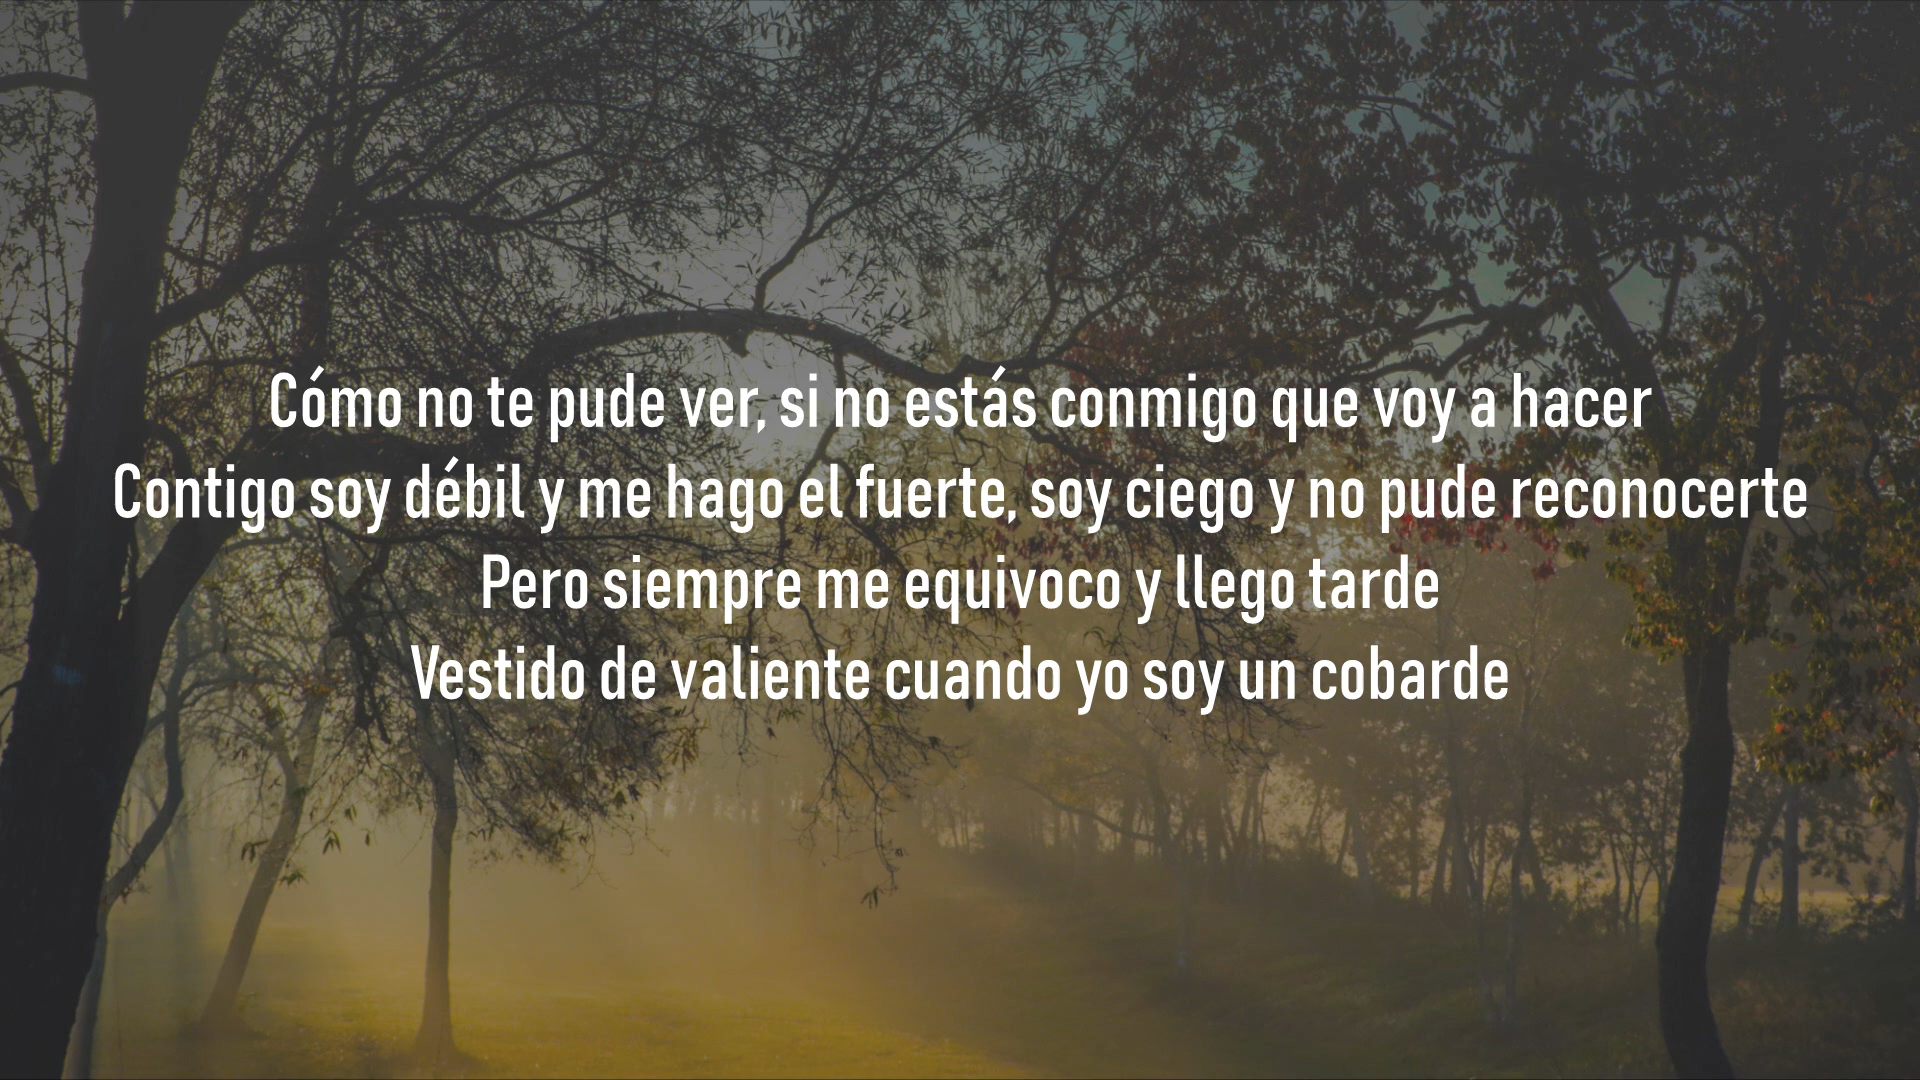 Cómo no te pude ver, si no estás conmigo que voy a hacer
Contigo soy débil y me hago el fuerte, soy ciego y no pude reconocerte
Pero siempre me equivoco y llego tarde
Vestido de valiente cuando yo soy un cobarde